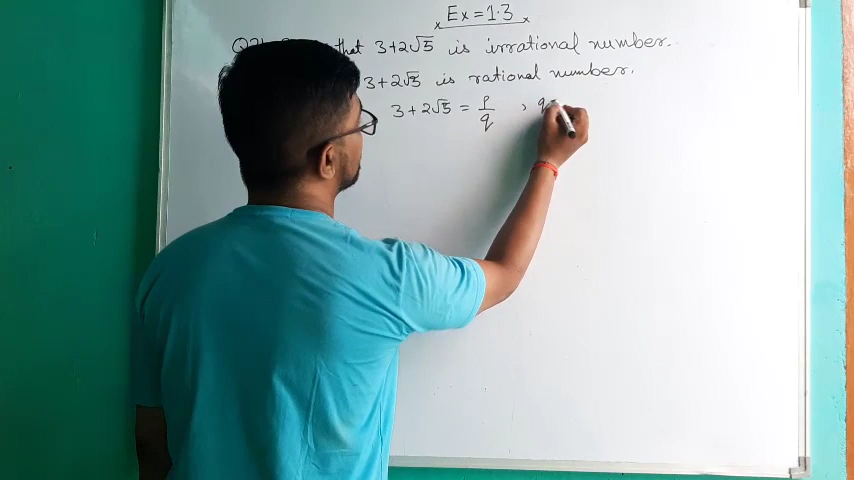 Ex = 1.3
that 3+2√5 is irrational number.
3+2√5 is rational number.
3+2√5 = p/q , q